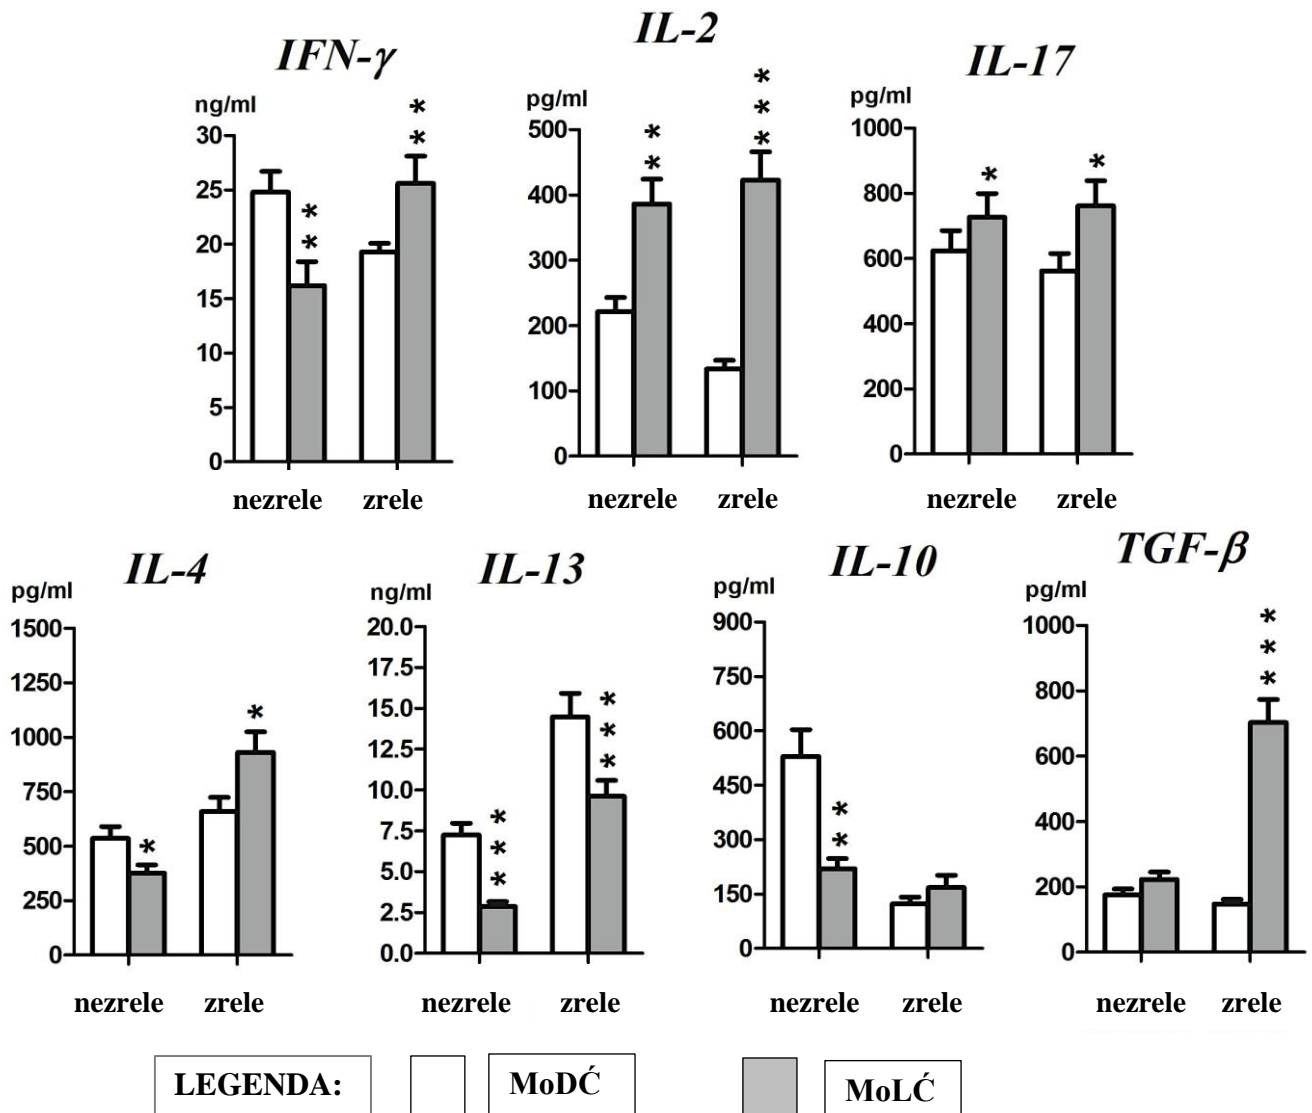 IFN-γ
ng/ml
30
25
20
15
10
5
0
**
**
nezrele zrele
IL-2
pg/ml
500
400
300
200
100
0
**
***
nezrele zrele
IL-17
pg/ml
1000
800
600
400
200
0
*
*
nezrele zrele
IL-4
pg/ml
1500
1250
1000
750
500
250
0
*
*
nezrele zrele
IL-13
ng/ml
20.0
17.5
15.0
12.5
10.0
7.5
5.0
2.5
0.0
***
***
nezrele zrele
IL-10
pg/ml
900
750
600
450
300
150
0
**
nezrele zrele
TGF-β
pg/ml
1000
800
600
400
200
0
***
nezrele zrele
LEGENDA: MoDĆ MoLĆ